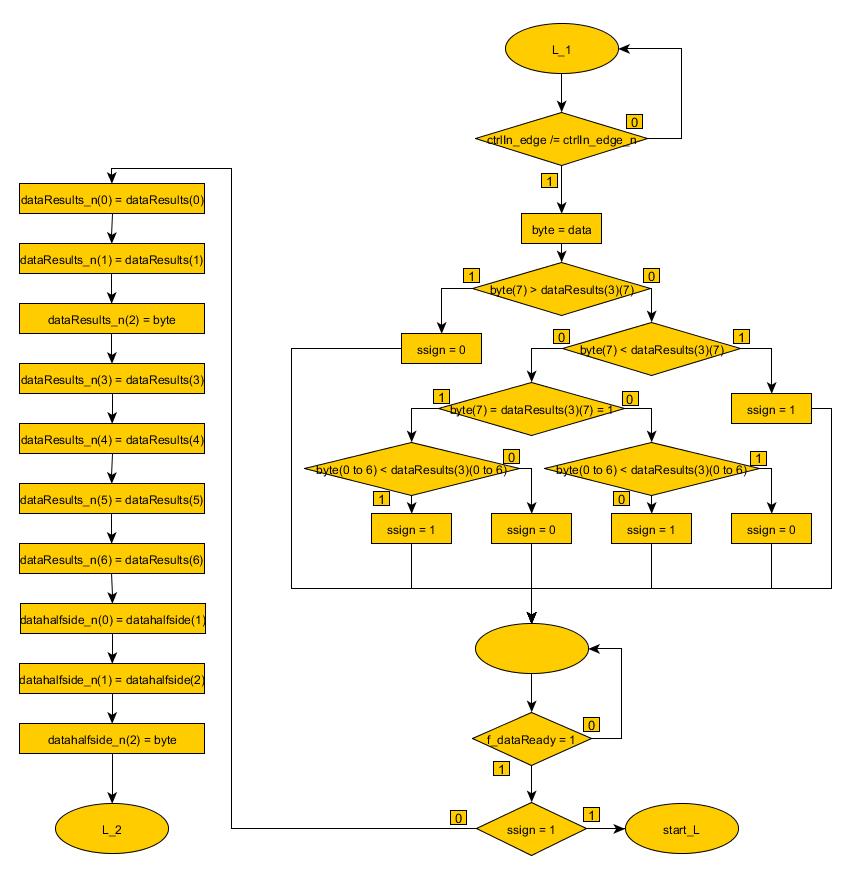 L_1
0
ctrlIn_edge /= ctrlIn_edge_n
1
byte = data
1
0
byte(7) > dataResults(3)(7)
ssign = 0
0
1
byte(7) < dataResults(3)(7)
ssign = 1
1
0
byte(7) = dataResults(3)(7) = 1
0
1
byte(0 to 6) < dataResults(3)(0 to 6)
byte(0 to 6) < dataResults(3)(0 to 6)
1
0
ssign = 1
ssign = 0
ssign = 1
ssign = 0
0
f_dataReady = 1
1
0
1
ssign = 1
start_L
dataResults_n(0) = dataResults(0)
dataResults_n(1) = dataResults(1)
dataResults_n(2) = byte
dataResults_n(3) = dataResults(3)
dataResults_n(4) = dataResults(4)
dataResults_n(5) = dataResults(5)
dataResults_n(6) = dataResults(6)
datahalfside_n(0) = datahalfside(1)
datahalfside_n(1) = datahalfside(2)
datahalfside_n(2) = byte
L_2